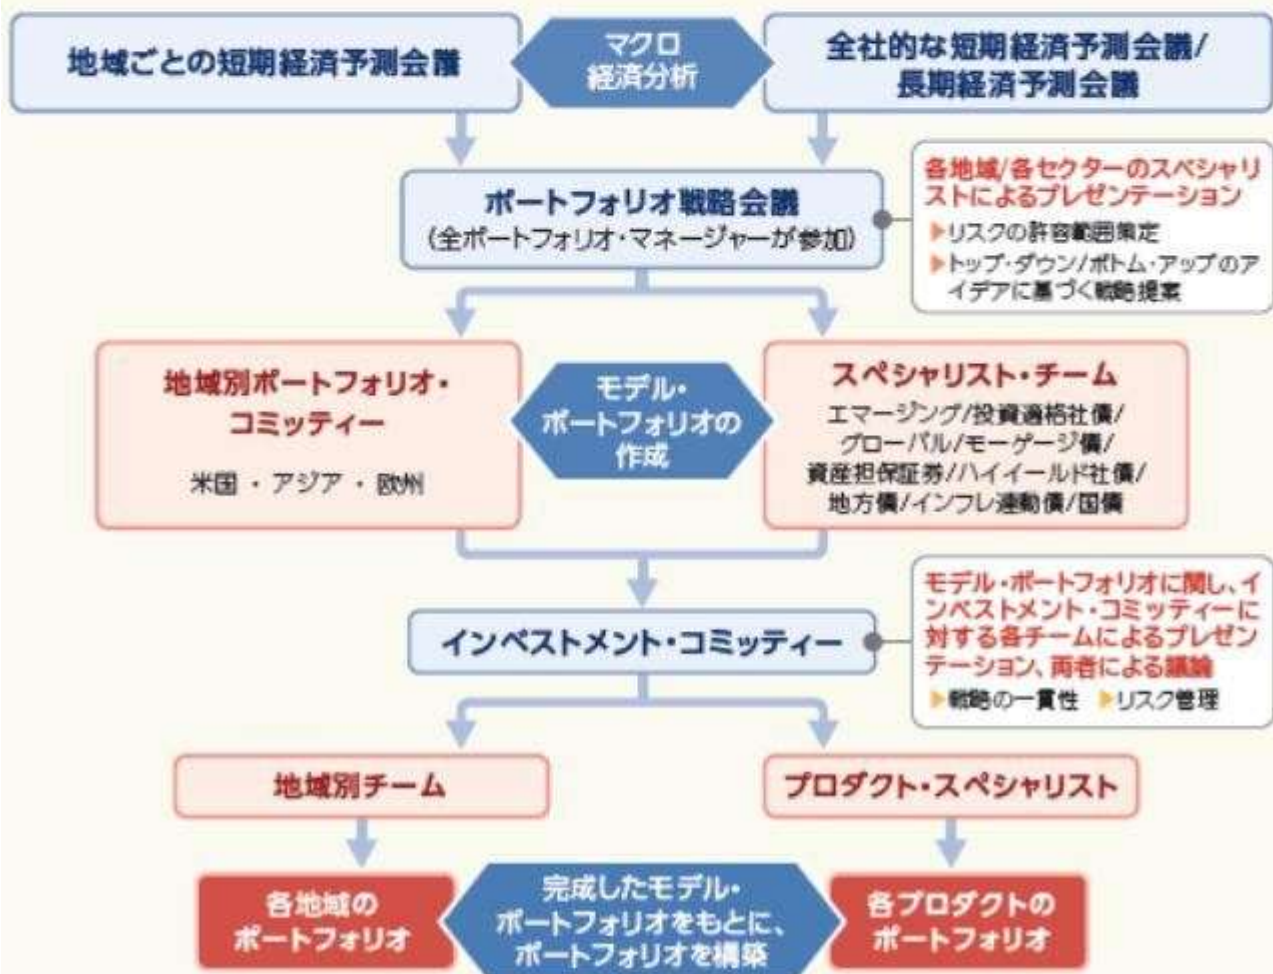 地域ごとの短期経済予測会議
マクロ
経済分析
全社的な短期経済予測会議/
長期経済予測会議
ポートフォリオ戦略会議
(全ポートフォリオ・マネージャーが参加)
各地域/各セクターのスペシャリ
ストによるプレゼンテーション
▶リスクの許容範囲策定
▶トップ・ダウン/ボトム・アップのア
イデアに基づく戦略提案
地域別ポートフォリオ・
コミッティー
米国 ・ アジア ・ 欧州
モデル・
ポートフォリオの
作成
スペシャリスト・チーム
エマージング/投資適格社債/
グローバル/モーゲージ債/
資産担保証券/ハイイールド社債/
地方債/インフレ連動債/国債
インベストメント・コミッティー
モデル・ポートフォリオに関し、イ
ンベストメント・コミッティーに
対する各チームによるプレゼン
テーション、両者による議論
▶戦略の一貫性 ▶リスク管理
地域別チーム
プロダクト・スペシャリスト
各地域の
ポートフォリオ
完成したモデル・
ポートフォリオをもとに、
ポートフォリオを構築
各プロダクトの
ポートフォリオ